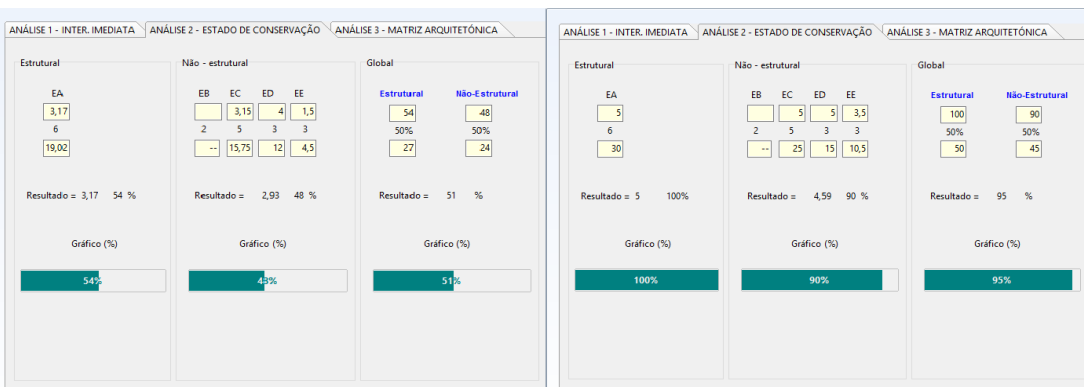 ANÁLISE 1 - INTER. IMEDIATA ANÁLISE 2 - ESTADO DE CONSERVAÇÃO ANÁLISE 3 - MATRIZ ARQUITETÓNICA
Estrutural Não - estrutural Global
EA EB EC ED EE Estrutural Não-Estrutural
3,17 3,15 4 1,5 54 48
6 2 5 3 3 50% 50%
19,02 -- 15,75 12 4,5 27 24
Resultado = 3,17 54 % Resultado = 2,93 48 % Resultado = 51 %
Gráfico (%) Gráfico (%) Gráfico (%)
54% 48% 51%
ANÁLISE 1 - INTER. IMEDIATA ANÁLISE 2 - ESTADO DE CONSERVAÇÃO ANÁLISE 3 - MATRIZ ARQUITETÓNICA
Estrutural Não - estrutural Global
EA EB EC ED EE Estrutural Não-Estrutural
5 5 5 3,5 100 90
6 2 5 3 3 50% 50%
30 -- 25 15 10,5 50 45
Resultado = 5 100% Resultado = 4,59 90 % Resultado = 95 %
Gráfico (%) Gráfico (%) Gráfico (%)
100% 90% 95%